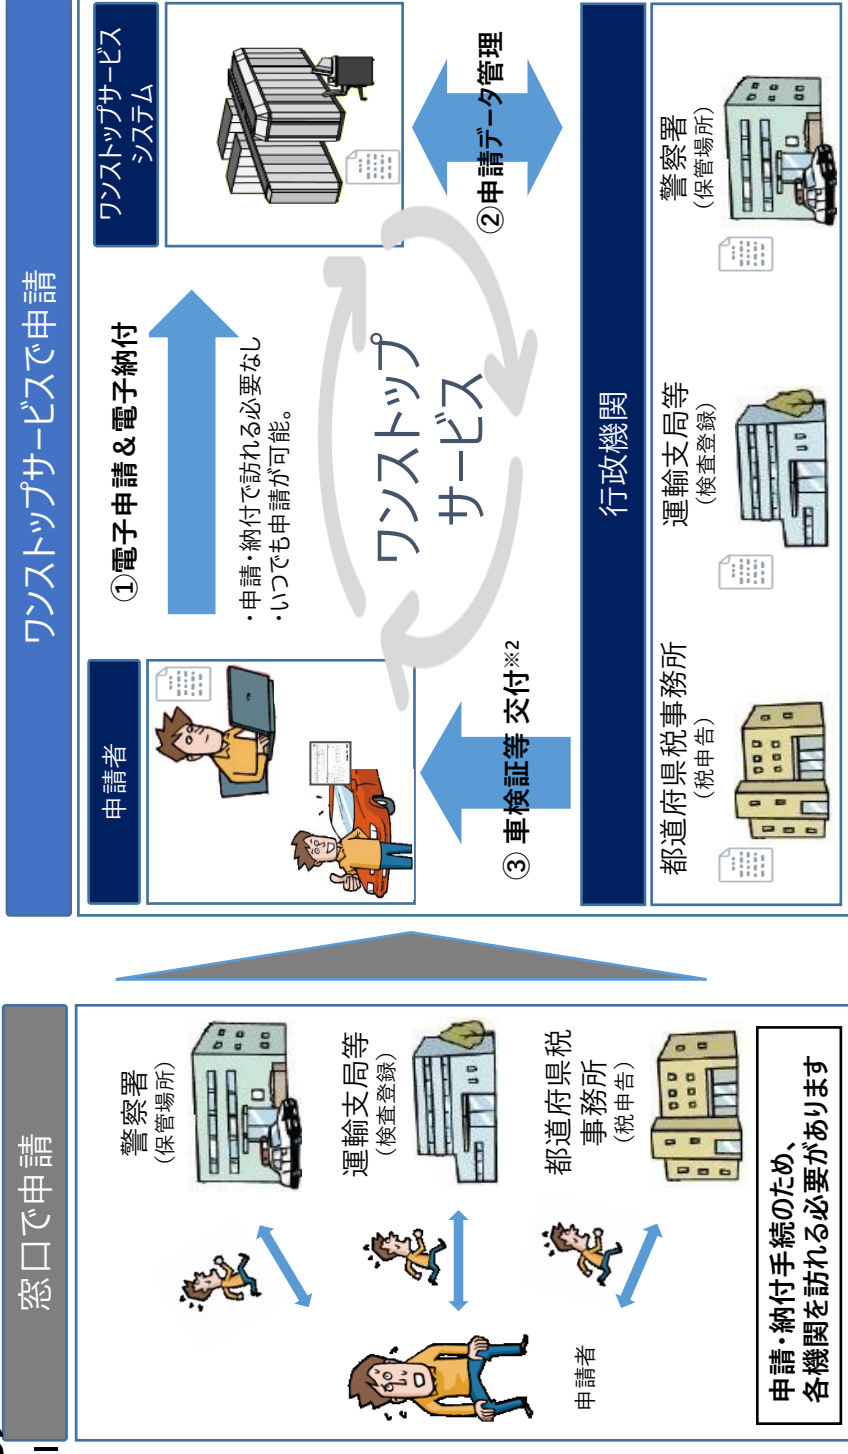 窓口で申請
警察署
（保管場所）
運輸支局等
（検査登録）
都道府県税
事務所
（税申告）
申請者
申請・納付手続のため、
各機関を訪れる必要があります
ワンストップサービスで申請
申請者
①電子申請＆電子納付
・申請・納付で訪れる必要なし
・いつでも申請が可能。
ワンストップサービス
システム
ワンストップ
サービス
②申請データ管理
③ 車検証等 交付※2
行政機関
都道府県税事務所
（税申告）
運輸支局等
（検査登録）
警察署
（保管場所）